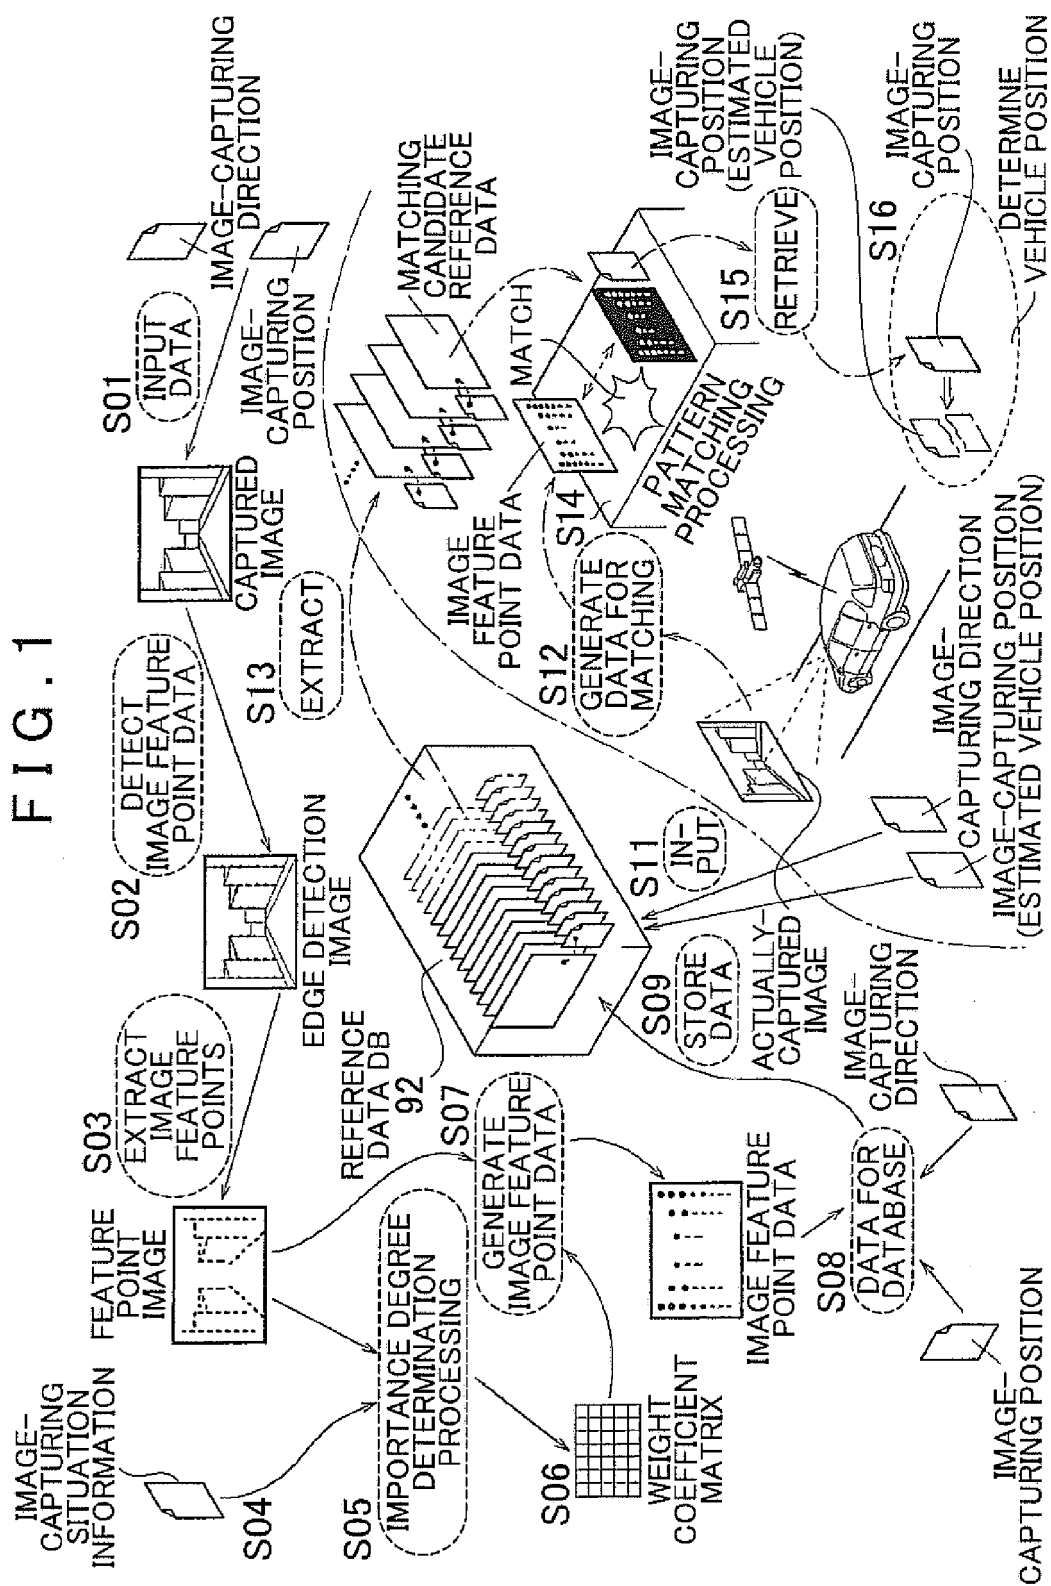 FIG.1
S01
INPUT
DATA
IMAGE-CAPTURING
DIRECTION
IMAGE-
CAPTURING
POSITION
CAPTURED
IMAGE
S02
DETECT
IMAGE FEATURE
POINT DATA
EDGE DETECTION
IMAGE
S03
EXTRACT
IMAGE
FEATURE
POINTS
FEATURE
POINT
IMAGE
IMAGE-
CAPTURING
SITUATION
INFORMATION
S04
S05
IMPORTANCE DEGREE
DETERMINATION
PROCESSING
S06
WEIGHT
COEFFICIENT
MATRIX
S07
GENERATE
IMAGE FEATURE
POINT DATA
IMAGE FEATURE
POINT DATA
S08
DATA FOR
DATABASE
IMAGE-
CAPTURING POSITION
IMAGE-
CAPTURING
DIRECTION
S09
STORE
DATA
REFERENCE
DATA DB
92
S11
IN-
PUT
ACTUALLY-
CAPTURED
IMAGE
IMAGE-
CAPTURING DIRECTION
IMAGE-CAPTURING POSITION
(ESTIMATED VEHICLE POSITION)
S12
GENERATE
DATA FOR
MATCHING
S13
EXTRACT
MATCHING
CANDIDATE
REFERENCE
DATA
IMAGE
FEATURE
POINT DATA
S14
MATCH
PATTERN
MATCHING
PROCESSING
S15
RETRIEVE
IMAGE-
CAPTURING
POSITION
(ESTIMATED
VEHICLE
POSITION)
S16
IMAGE-
CAPTURING
POSITION
DETERMINE
VEHICLE POSITION